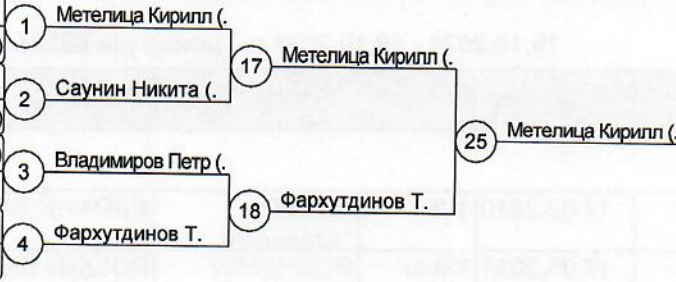 1 Метелица Кирилл (.
17 Метелица Кирилл (.
2 Саунин Никита (.
25 Метелица Кирилл (.
3 Владимиров Петр (.
18 Фархутдинов Т.
4 Фархутдинов Т.